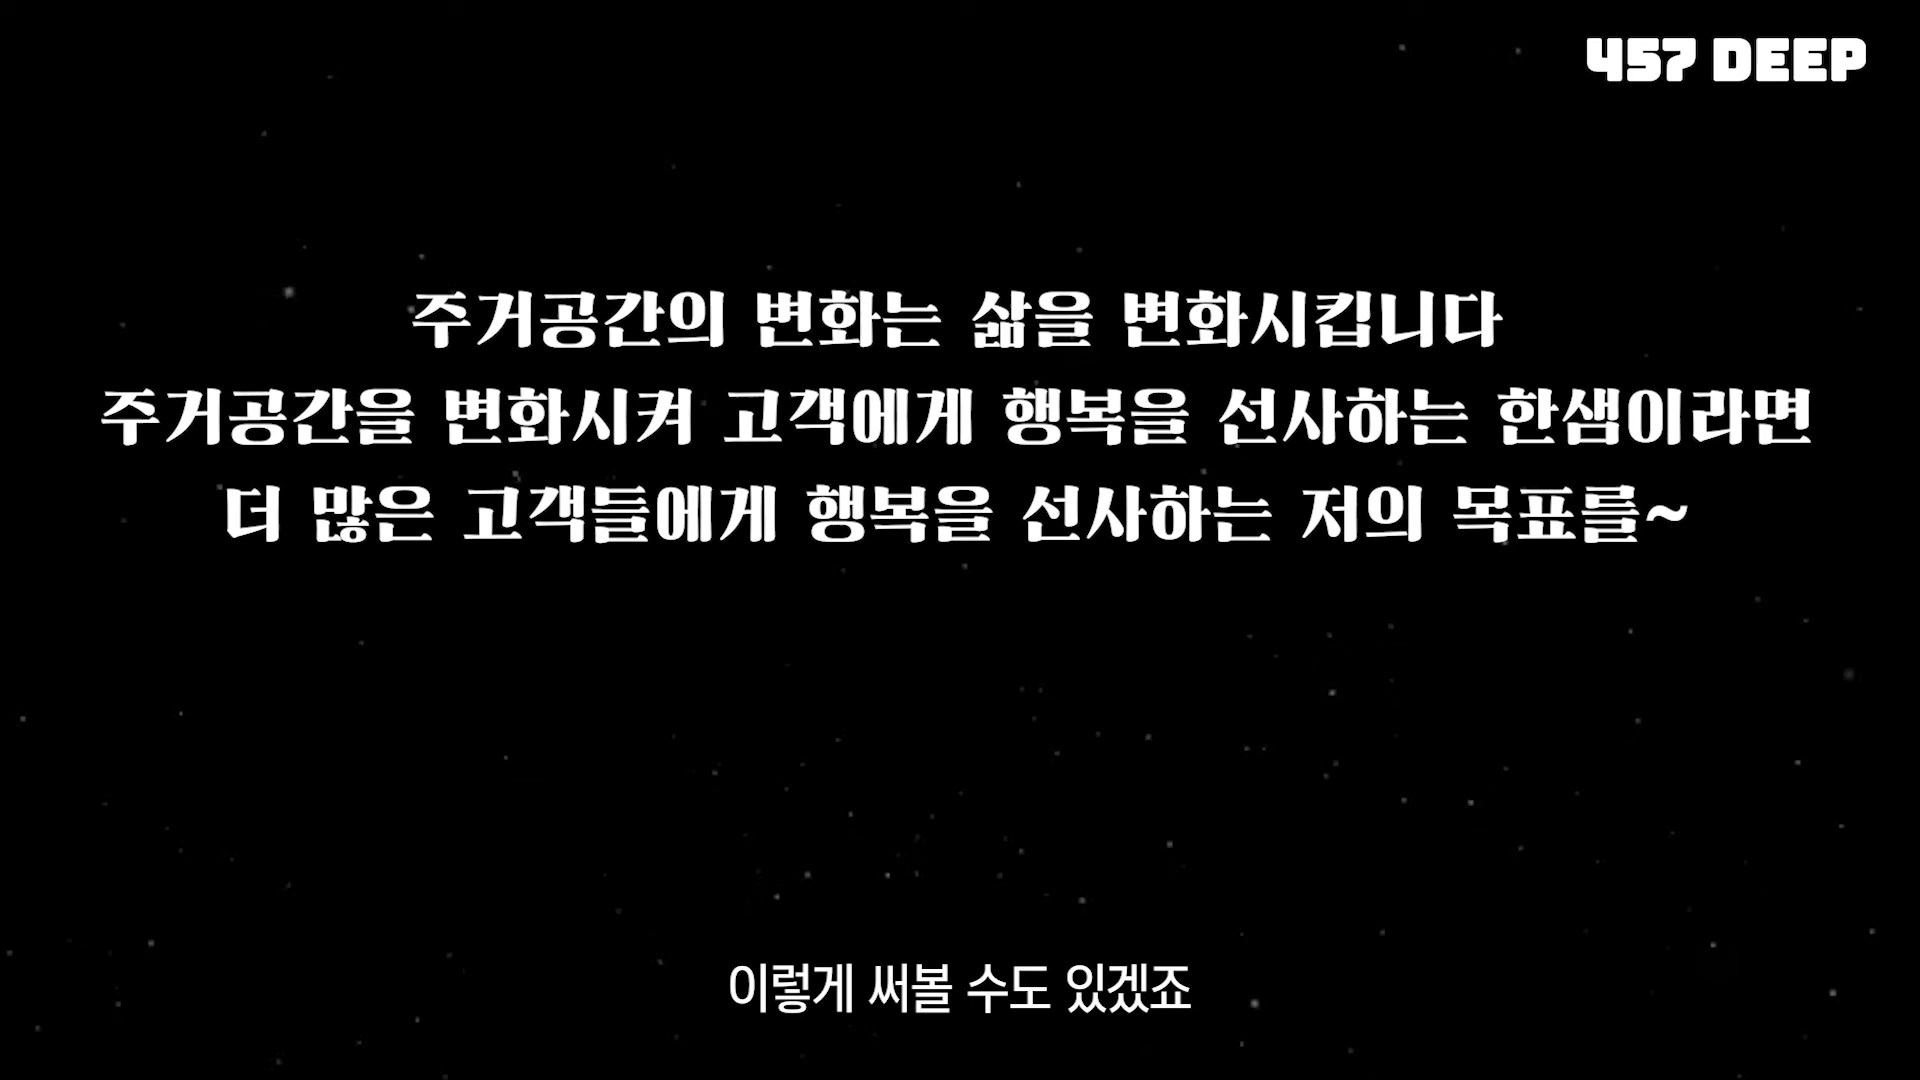 457 DEEP
주거공간의 변화는 삶을 변화시킵니다
주거공간을 변화시켜 고객에게 행복을 선사하는 한샘이라면
더 많은 고객들에게 행복을 선사하는 저의 목표를~
이렇게 써볼 수도 있겠죠